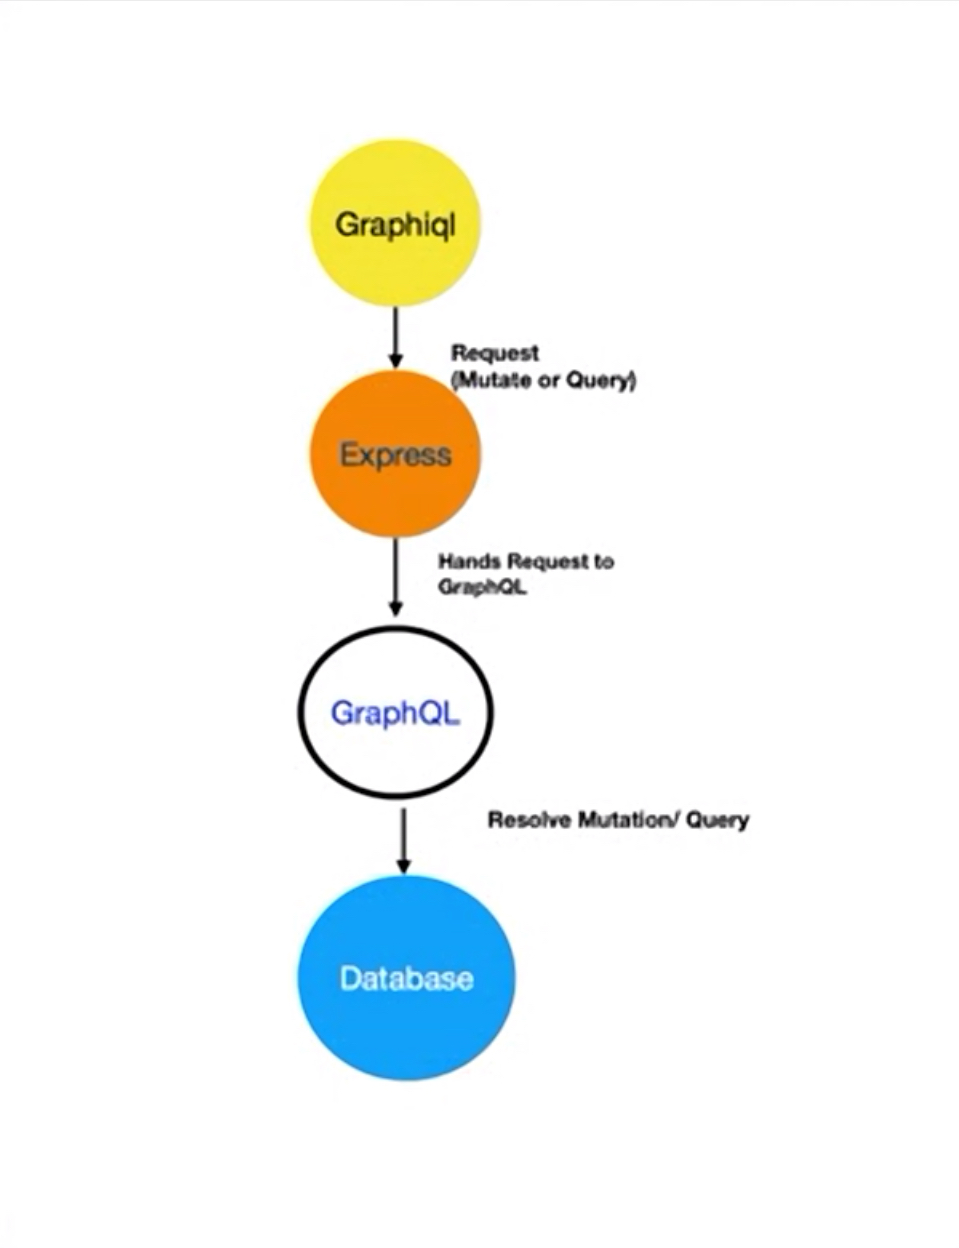 Graphiql
Request
(Mutate or Query)
Express
Hands Request to
GraphQL
GraphQL
Resolve Mutation/ Query
Database